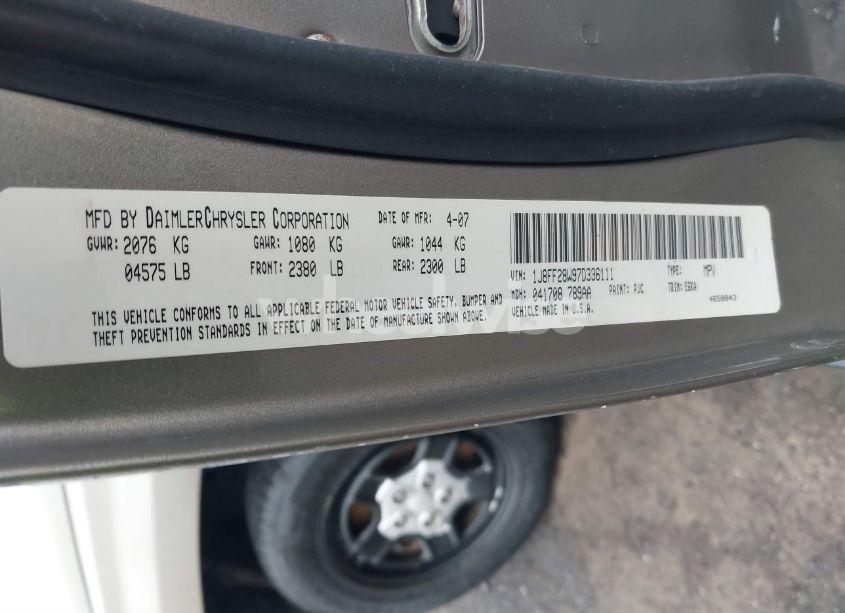 MFD BY DAIMLERCHRYSLER CORPORATION DATE OF MFR: 4-07
GVWR: 2076 KG GAWR: 1080 KG GAWR: 1044 KG
04575 LB FRONT: 2380 LB REAR: 2300 LB
THIS VEHICLE CONFORMS TO ALL APPLICABLE FEDERAL MOTOR VEHICLE SAFETY, BUMPER AND
THEFT PREVENTION STANDARDS IN EFFECT ON THE DATE OF MANUFACTURE SHOWN ABOVE.
VIN: 1J8FF28W97D336111 TYPE: MPV
MDH: 041708 789AA PAINT: PJC TRIM: E6KA
VEHICLE MADE IN U.S.A. 4658843